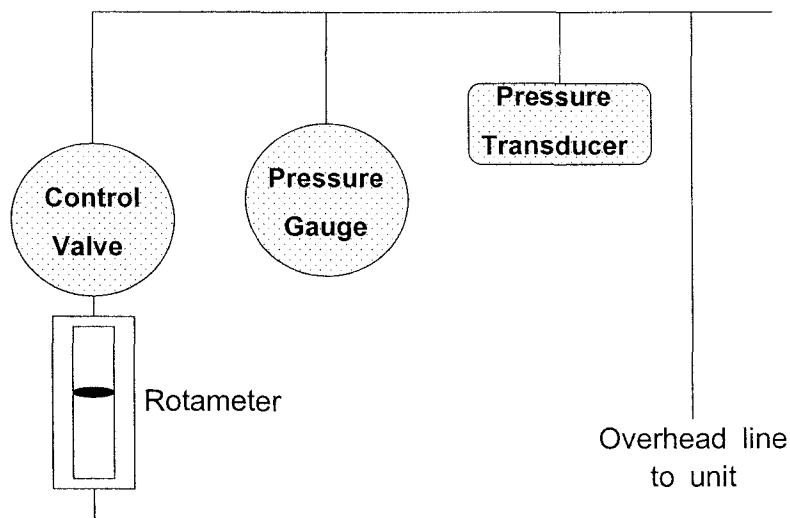 Pressure
Transducer
Control
Valve
Pressure
Gauge
Rotameter
Overhead line
to unit